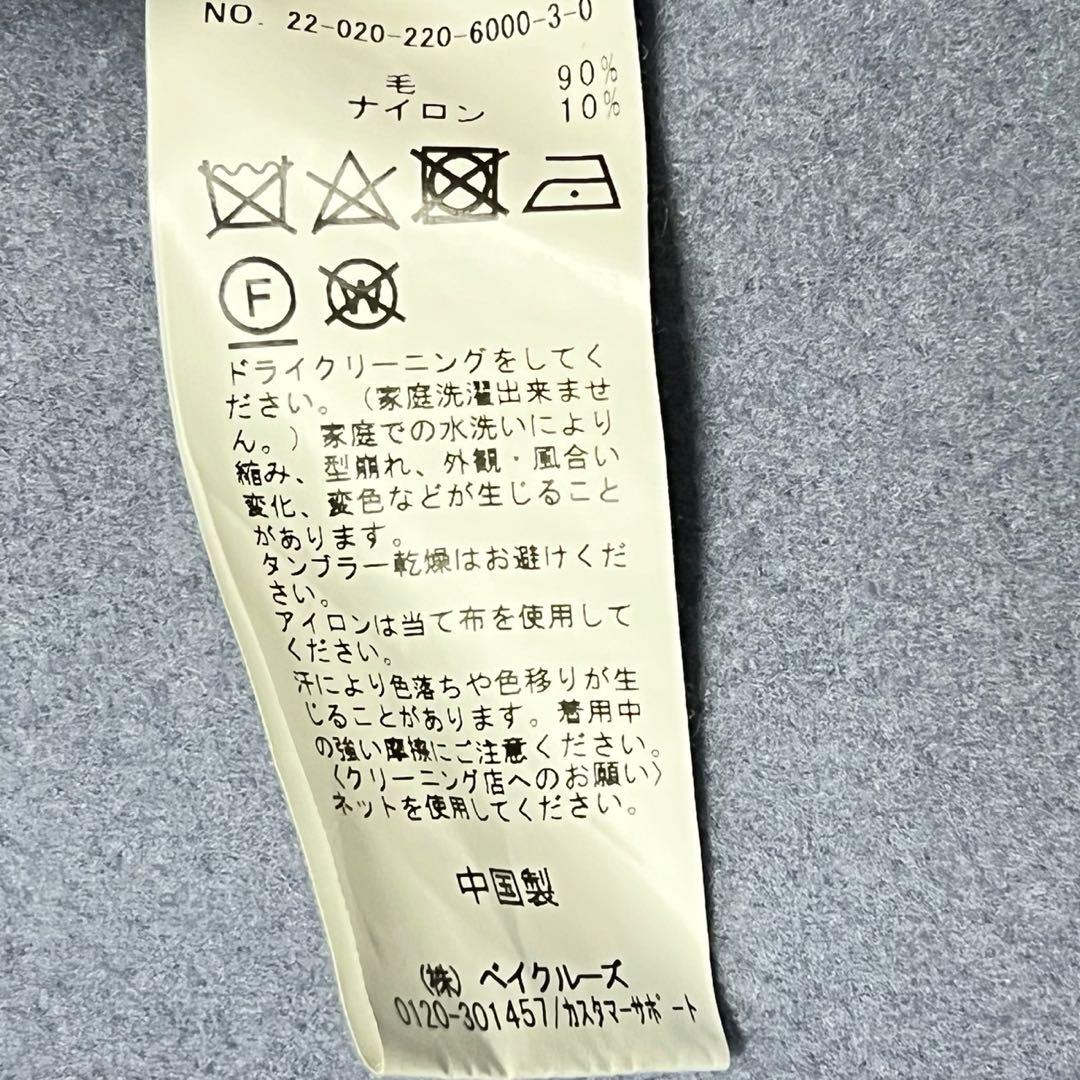 NO. 22-020-220-6000-3-0
毛 90%
ナイロン 10%
F W
ドライクリーニングをしてく
ださい。（家庭洗濯出来ませ
ん。）家庭での水洗いにより
縮み、型崩れ、外観・風合い
変化、変色などが生じること
があります。
タンブラー乾燥はお避けくだ
さい。
アイロンは当て布を使用して
ください。
汗により色落ちや色移りが生
じることがあります。着用中
の強い摩擦にご注意ください。
〈クリーニング店へのお願い〉
ネットを使用してください。
中国製
(株) ベイクルーズ
0120-301457/カスタマーサポート